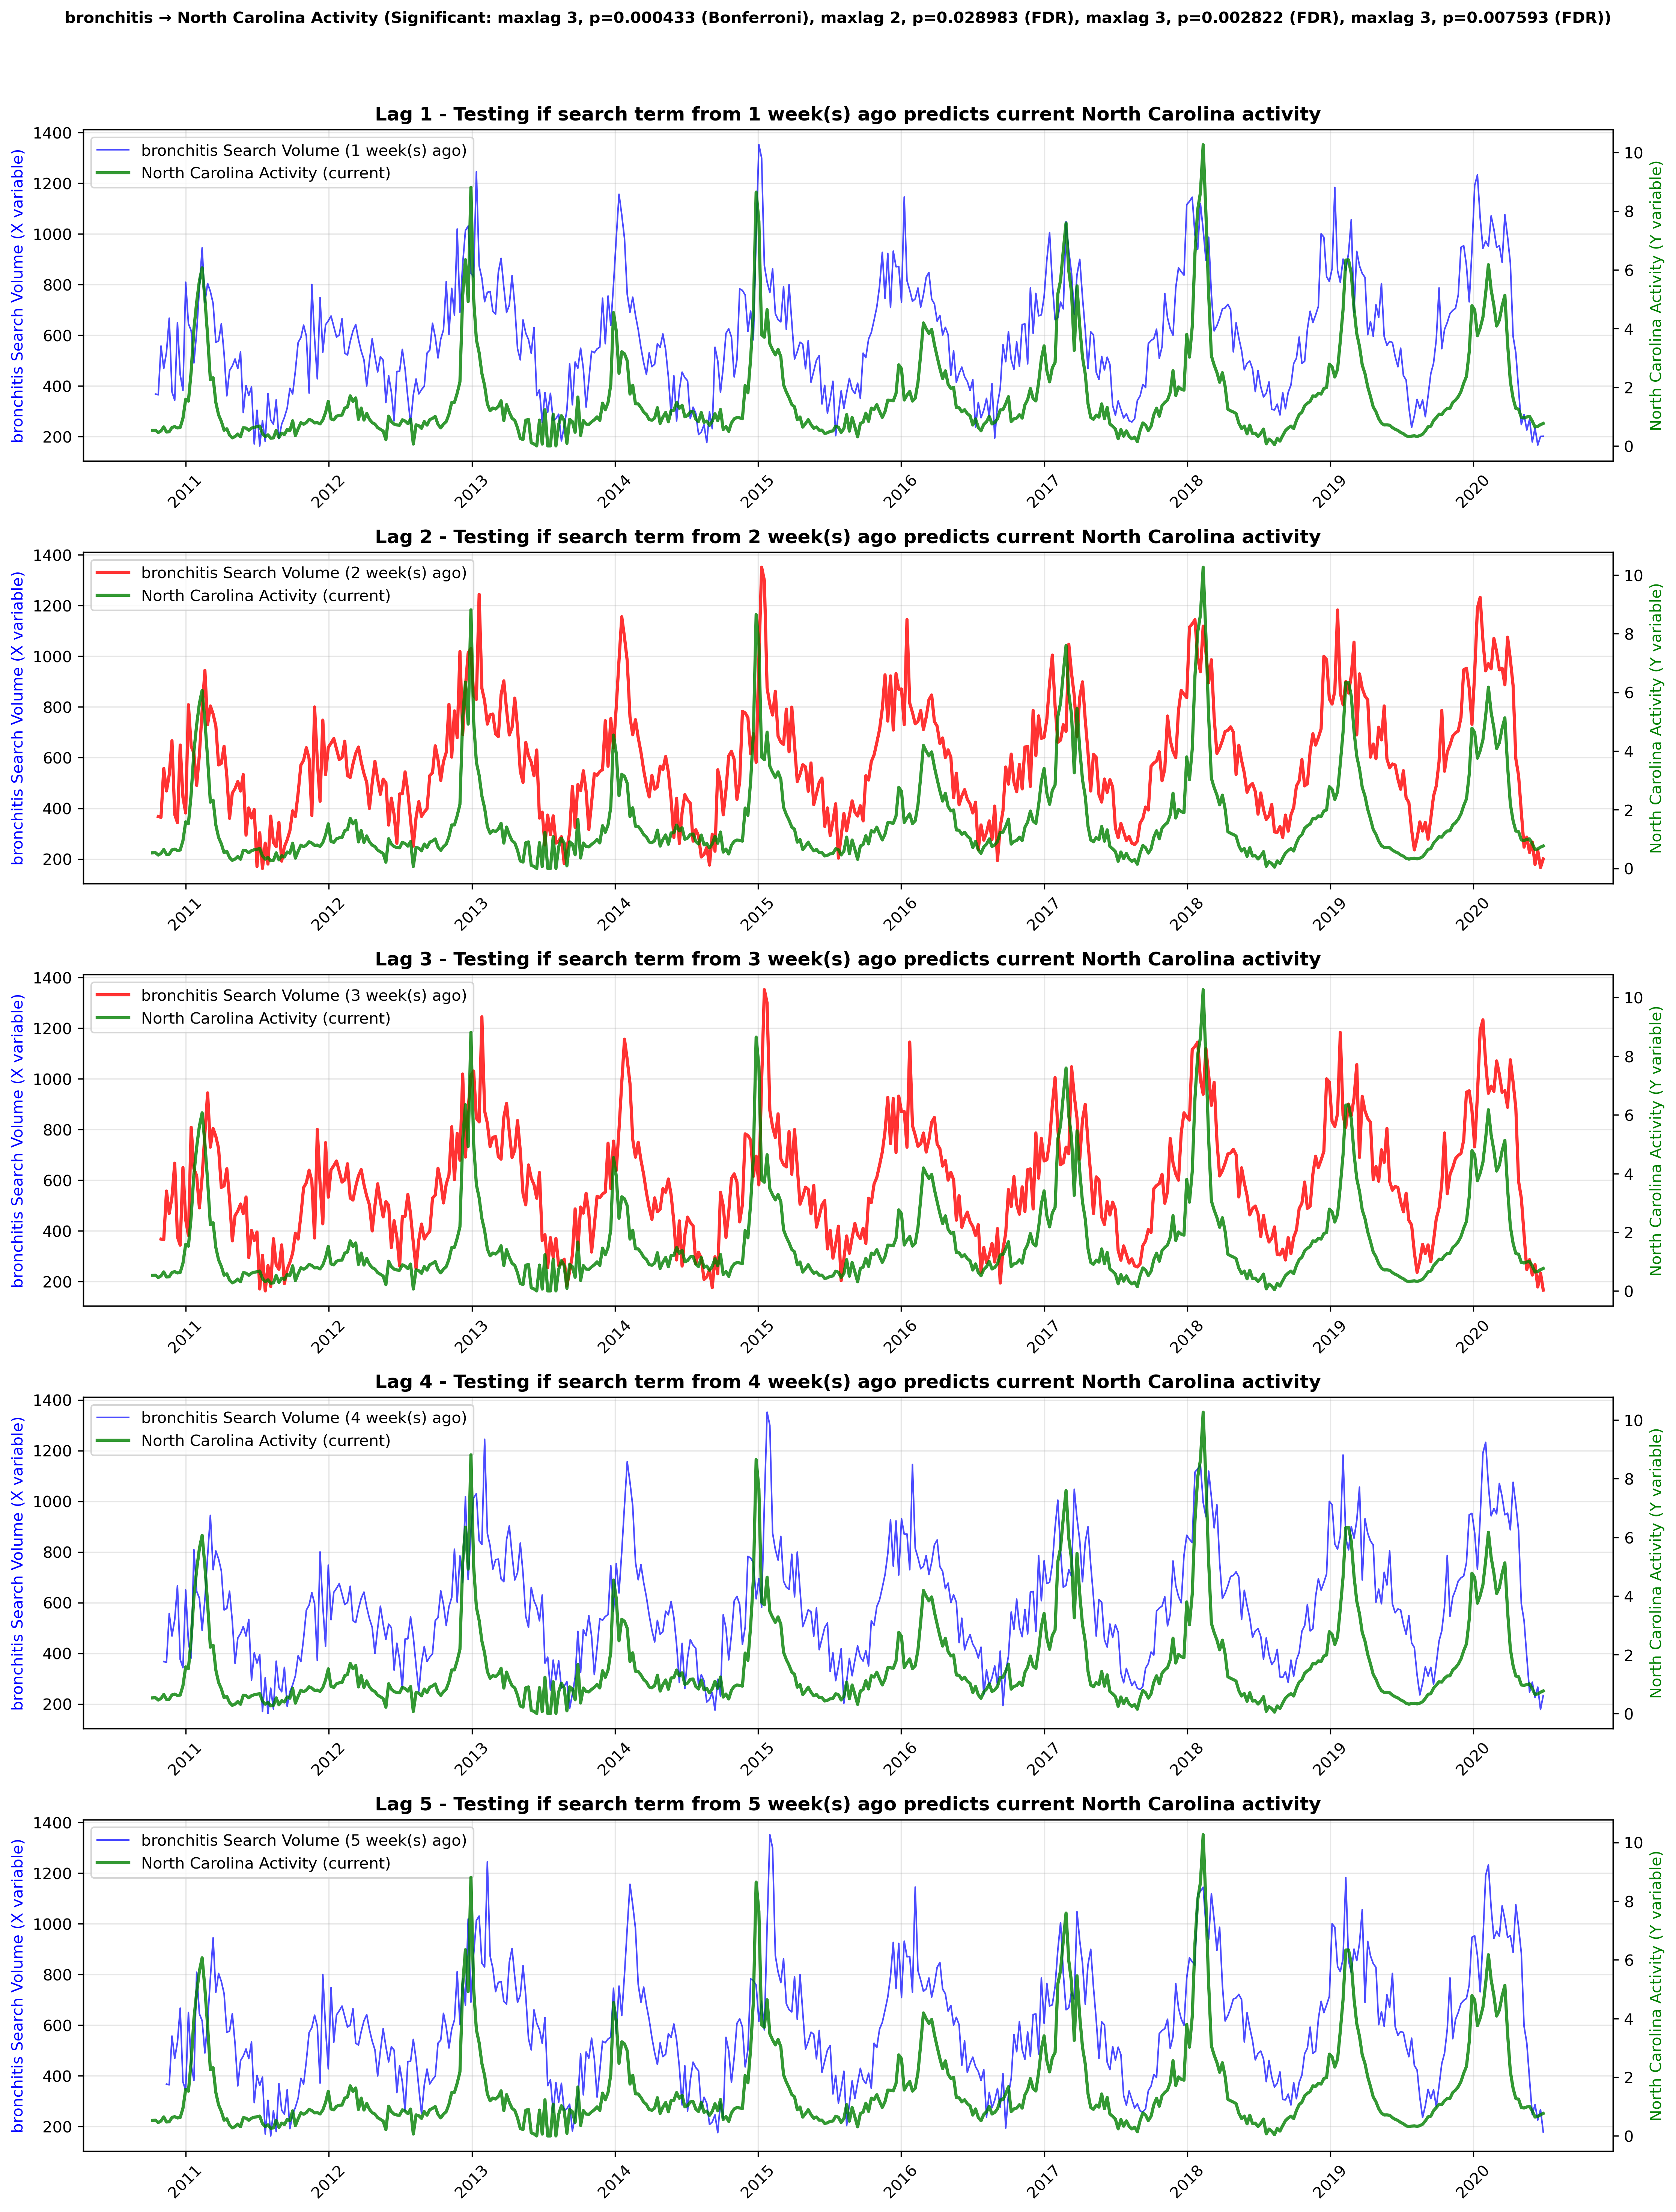 bronchitis → North Carolina Activity (Significant: maxlag 3, p=0.000433 (Bonferroni), maxlag 2, p=0.028983 (FDR), maxlag 3, p=0.002822 (FDR), maxlag 3, p=0.007593 (FDR))
Lag 1 - Testing if search term from 1 week(s) ago predicts current North Carolina activity
bronchitis Search Volume (X variable)
1400
1200
1000
800
600
400
200
bronchitis Search Volume (1 week(s) ago)
North Carolina Activity (current)
10
8
6
4
2
0
North Carolina Activity (Y variable)
2011 2012 2013 2014 2015 2016 2017 2018 2019 2020
Lag 2 - Testing if search term from 2 week(s) ago predicts current North Carolina activity
bronchitis Search Volume (X variable)
1400
1200
1000
800
600
400
200
bronchitis Search Volume (2 week(s) ago)
North Carolina Activity (current)
10
8
6
4
2
0
North Carolina Activity (Y variable)
2011 2012 2013 2014 2015 2016 2017 2018 2019 2020
Lag 3 - Testing if search term from 3 week(s) ago predicts current North Carolina activity
bronchitis Search Volume (X variable)
1400
1200
1000
800
600
400
200
bronchitis Search Volume (3 week(s) ago)
North Carolina Activity (current)
10
8
6
4
2
0
North Carolina Activity (Y variable)
2011 2012 2013 2014 2015 2016 2017 2018 2019 2020
Lag 4 - Testing if search term from 4 week(s) ago predicts current North Carolina activity
bronchitis Search Volume (X variable)
1400
1200
1000
800
600
400
200
bronchitis Search Volume (4 week(s) ago)
North Carolina Activity (current)
10
8
6
4
2
0
North Carolina Activity (Y variable)
2011 2012 2013 2014 2015 2016 2017 2018 2019 2020
Lag 5 - Testing if search term from 5 week(s) ago predicts current North Carolina activity
bronchitis Search Volume (X variable)
1400
1200
1000
800
600
400
200
bronchitis Search Volume (5 week(s) ago)
North Carolina Activity (current)
10
8
6
4
2
0
North Carolina Activity (Y variable)
2011 2012 2013 2014 2015 2016 2017 2018 2019 2020